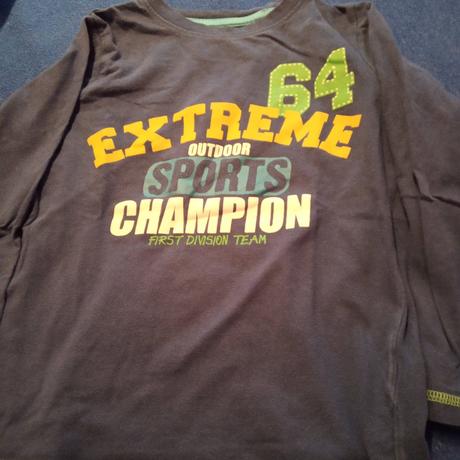 64
EXTREME
OUTDOOR
SPORTS
CHAMPION
FIRST DIVISION TEAM